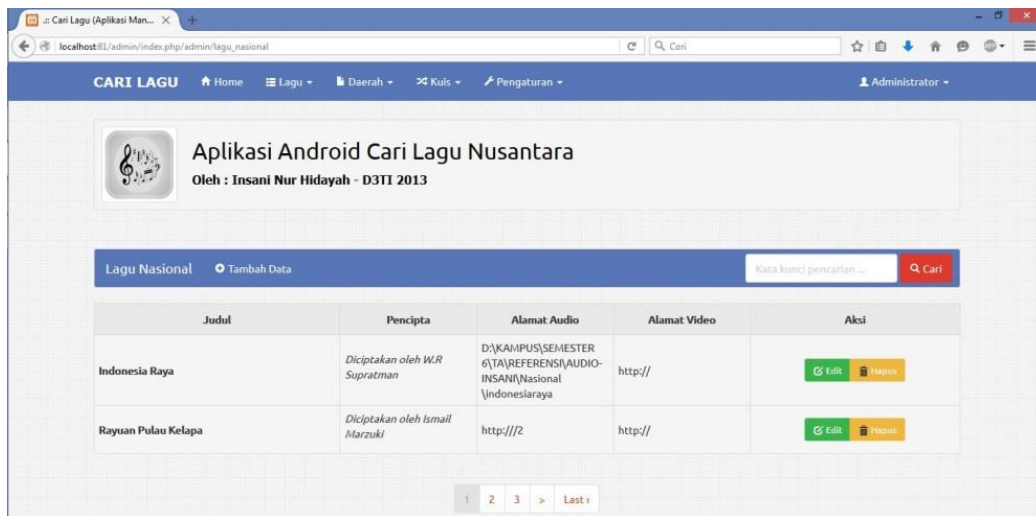 .:: Cari Lagu (Aplikasi Man...
localhost:81/admin/index.php/admin/lagu_nasional
Cari
CARI LAGU Home Lagu Daerah Kuis Pengaturan Administrator
Aplikasi Android Cari Lagu Nusantara
Oleh : Insani Nur Hidayah - D3TI 2013
Lagu Nasional Tambah Data Kata kunci pencarian ... Cari
Judul Pencipta Alamat Audio Alamat Video Aksi
Indonesia Raya
Diciptakan oleh W.R
Supratman
D:\KAMPUS\SEMESTER
6\TA\REFERENSI\AUDIO-
INSANI\Nasional
\indonesiaraya
http://
Edit Hapus
Rayuan Pulau Kelapa
Diciptakan oleh Ismail
Marzuki
http:///2
http://
Edit Hapus
1 2 3 > Last ›